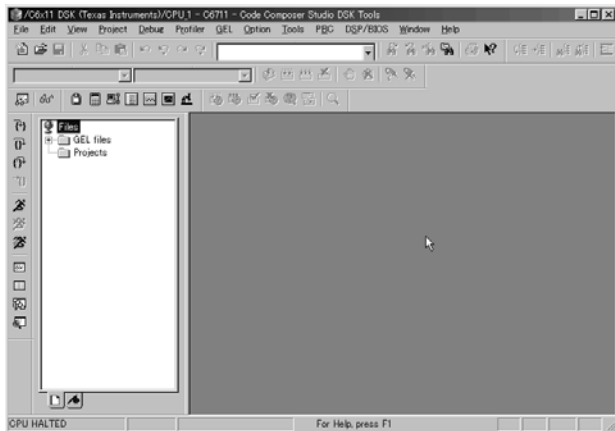 /C6x11 DSK (Texas Instruments)/CPU_1 - C6711 - Code Composer Studio DSK Tools
File Edit View Project Debug Profiler GEL Option Tools PBC DSP/BIOS Window Help
Files
GEL files
Projects
CPU HALTED For Help, press F1